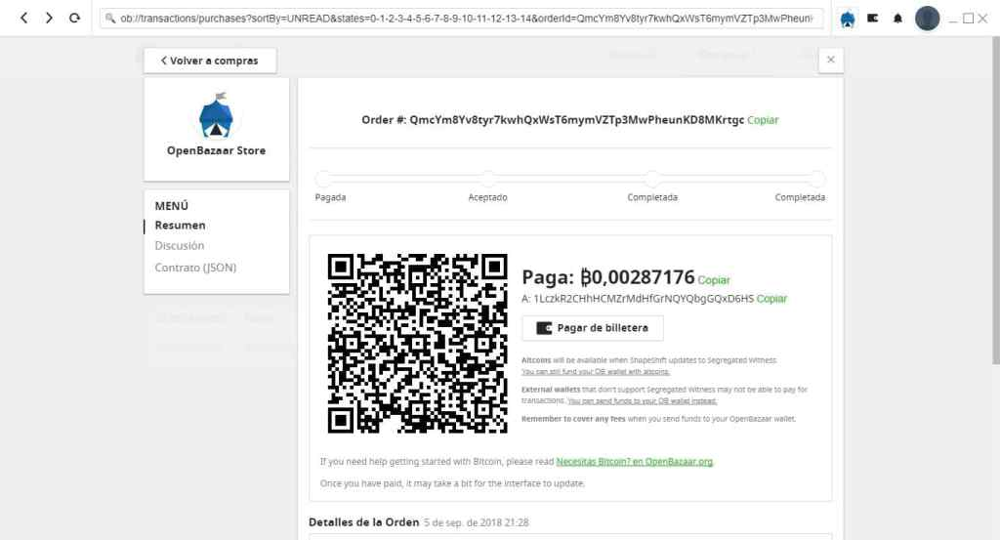 ob://transactions/purchases?sortBy=UNREAD&states=0-1-2-3-4-5-6-7-8-9-10-11-12-13-14&orderId=QmcYm8Yv8tyr7kwhQxWsT6mymVZTp3MwPheunK
Volver a compras
OpenBazaar Store
MENÚ
Resumen
Discusión
Contrato (JSON)
Order #: QmcYm8Yv8tyr7kwhQxWsT6mymVZTp3MwPheunKD8MKrtgc Copiar
Pagada Aceptado Completada Completada
Paga: ₿0,00287176 Copiar
A: 1LczkR2CHhHCMZrMdHfGrNQYQbgGQxD6HS Copiar
Pagar de billetera
Altcoins will be available when ShapeShift updates to Segregated Witness.
You can still fund your OB wallet with altcoins.
External wallets that don't support Segregated Witness may not be able to pay for
transactions. You can send funds to your OB wallet instead.
Remember to cover any fees when you send funds to your OpenBazaar wallet.
If you need help getting started with Bitcoin, please read Necesitas Bitcoin? en OpenBazaar.org.
Once you have paid, it may take a bit for the interface to update.
Detalles de la Orden 5 de sep. de 2018 21:28